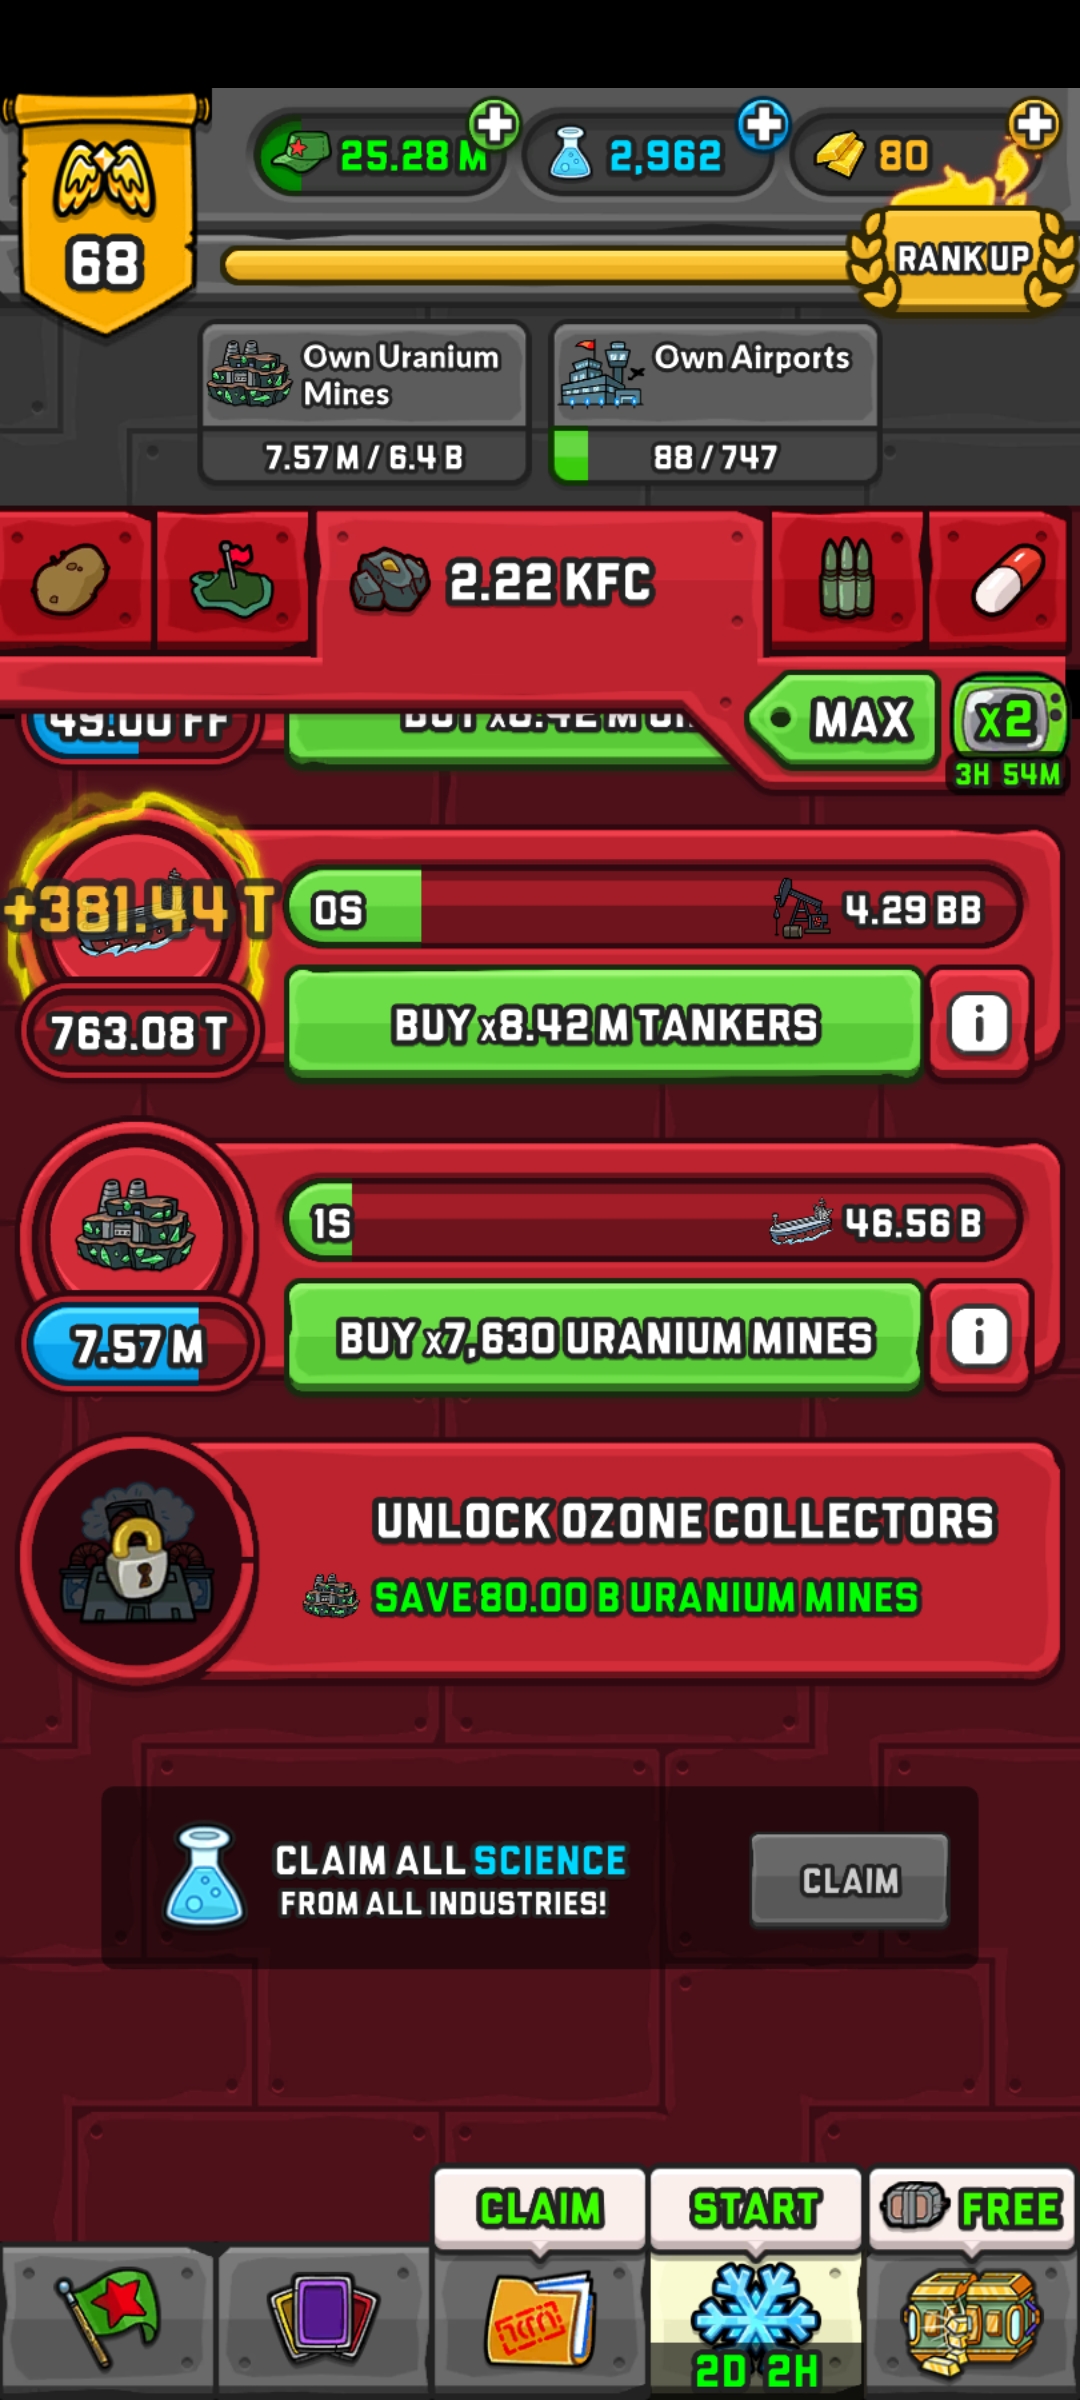 25.28 M
2,962
80
68
RANK UP
Own Uranium
Mines
7.57 M / 6.4 B
Own Airports
88 / 747
2.22 KFC
MAX
x2
3H 54M
49.00 FF
+381.44 T
0S
4.29 BB
763.08 T
BUY x8.42 M TANKERS
i
1S
46.56 B
7.57 M
BUY x7,630 URANIUM MINES
i
UNLOCK OZONE COLLECTORS
SAVE 80.00 B URANIUM MINES
CLAIM ALL SCIENCE
FROM ALL INDUSTRIES!
CLAIM
CLAIM
START
FREE
2D 2H